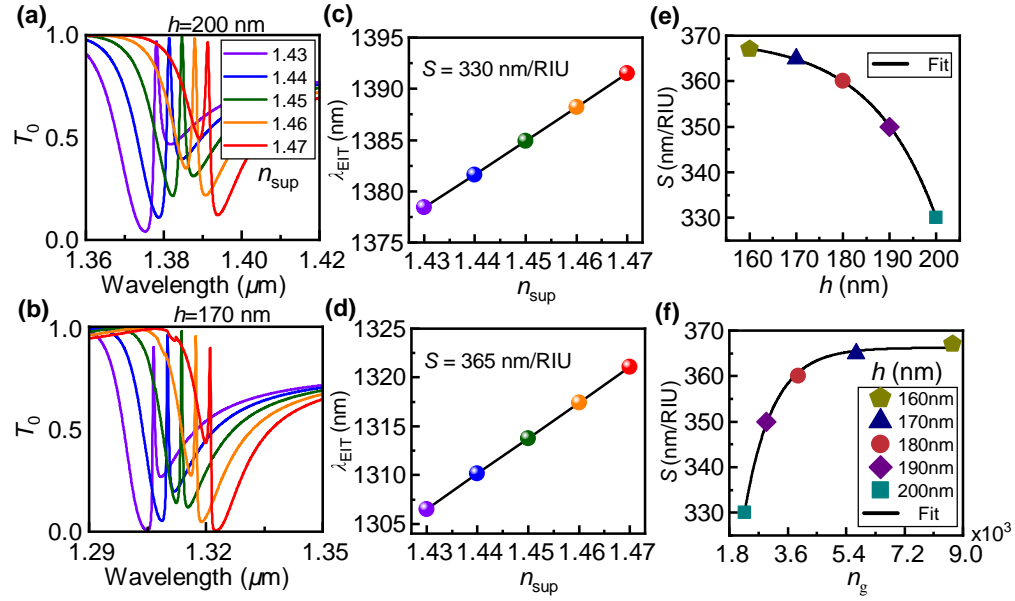 (a)
h=200 nm
1.0
0.5
0.0
T0
1.43
1.44
1.45
1.46
1.47
nsup
1.36 1.38 1.40 1.42
Wavelength (μm)
(c)
1395
1390
1385
1380
1375
λEIT (nm)
S = 330 nm/RIU
1.43 1.44 1.45 1.46 1.47
nsup
(e)
370
360
350
340
330
S (nm/RIU)
Fit
160 170 180 190 200
h (nm)
(b)
h=170 nm
1.0
0.5
0.0
T0
1.29 1.32 1.35
Wavelength (μm)
(d)
1325
1320
1315
1310
1305
λEIT (nm)
S = 365 nm/RIU
1.43 1.44 1.45 1.46 1.47
nsup
(f)
370
360
350
340
330
S (nm/RIU)
h (nm)
160nm
170nm
180nm
190nm
200nm
Fit
x10³
1.8 3.6 5.4 7.2 9.0
ng